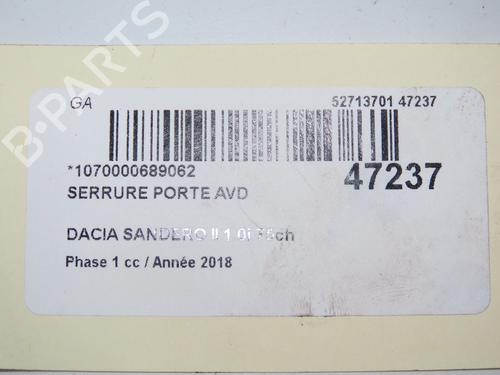 GA 52713701 47237
*1070000689062 47237
SERRURE PORTE AVD
DACIA SANDERO II 1.0i 75ch
Phase 1 cc / Année 2018
B-PARTS